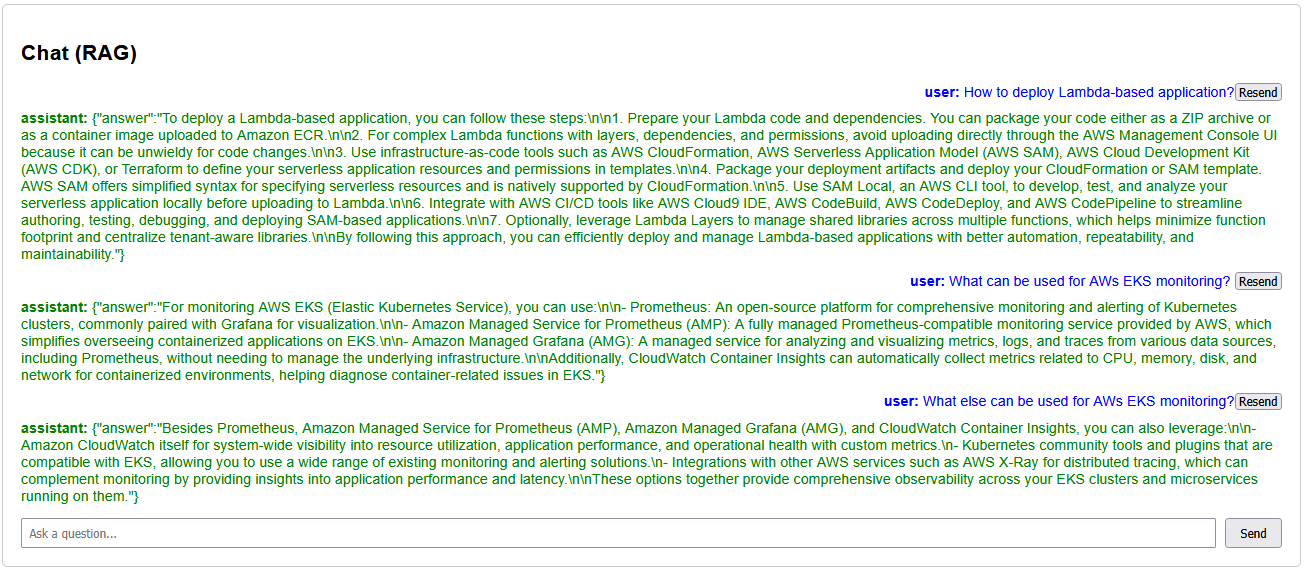 Chat (RAG)
user: How to deploy Lambda-based application? Resend
assistant: {"answer":"To deploy a Lambda-based application, you can follow these steps:\n\n1. Prepare your Lambda code and dependencies. You can package your code either as a ZIP archive or
as a container image uploaded to Amazon ECR.\n\n2. For complex Lambda functions with layers, dependencies, and permissions, avoid uploading directly through the AWS Management Console UI
because it can be unwieldy for code changes.\n\n3. Use infrastructure-as-code tools such as AWS CloudFormation, AWS Serverless Application Model (AWS SAM), AWS Cloud Development Kit
(AWS CDK), or Terraform to define your serverless application resources and permissions in templates.\n\n4. Package your deployment artifacts and deploy your CloudFormation or SAM template.
AWS SAM offers simplified syntax for specifying serverless resources and is natively supported by CloudFormation.\n\n5. Use SAM Local, an AWS CLI tool, to develop, test, and analyze your
serverless application locally before uploading to Lambda.\n\n6. Integrate with AWS CI/CD tools like AWS Cloud9 IDE, AWS CodeBuild, AWS CodeDeploy, and AWS CodePipeline to streamline
authoring, testing, debugging, and deploying SAM-based applications.\n\n7. Optionally, leverage Lambda Layers to manage shared libraries across multiple functions, which helps minimize function
footprint and centralize tenant-aware libraries.\n\nBy following this approach, you can efficiently deploy and manage Lambda-based applications with better automation, repeatability, and
maintainability."}
user: What can be used for AWs EKS monitoring? Resend
assistant: {"answer":"For monitoring AWS EKS (Elastic Kubernetes Service), you can use:\n\n- Prometheus: An open-source platform for comprehensive monitoring and alerting of Kubernetes
clusters, commonly paired with Grafana for visualization.\n\n- Amazon Managed Service for Prometheus (AMP): A fully managed Prometheus-compatible monitoring service provided by AWS, which
simplifies overseeing containerized applications on EKS.\n\n- Amazon Managed Grafana (AMG): A managed service for analyzing and visualizing metrics, logs, and traces from various data sources,
including Prometheus, without needing to manage the underlying infrastructure.\n\nAdditionally, CloudWatch Container Insights can automatically collect metrics related to CPU, memory, disk, and
network for containerized environments, helping diagnose container-related issues in EKS."}
user: What else can be used for AWs EKS monitoring? Resend
assistant: {"answer":"Besides Prometheus, Amazon Managed Service for Prometheus (AMP), Amazon Managed Grafana (AMG), and CloudWatch Container Insights, you can also leverage:\n\n-
Amazon CloudWatch itself for system-wide visibility into resource utilization, application performance, and operational health with custom metrics.\n- Kubernetes community tools and plugins that are
compatible with EKS, allowing you to use a wide range of existing monitoring and alerting solutions.\n- Integrations with other AWS services such as AWS X-Ray for distributed tracing, which can
complement monitoring by providing insights into application performance and latency.\n\nThese options together provide comprehensive observability across your EKS clusters and microservices
running on them."}
Ask a question... Send